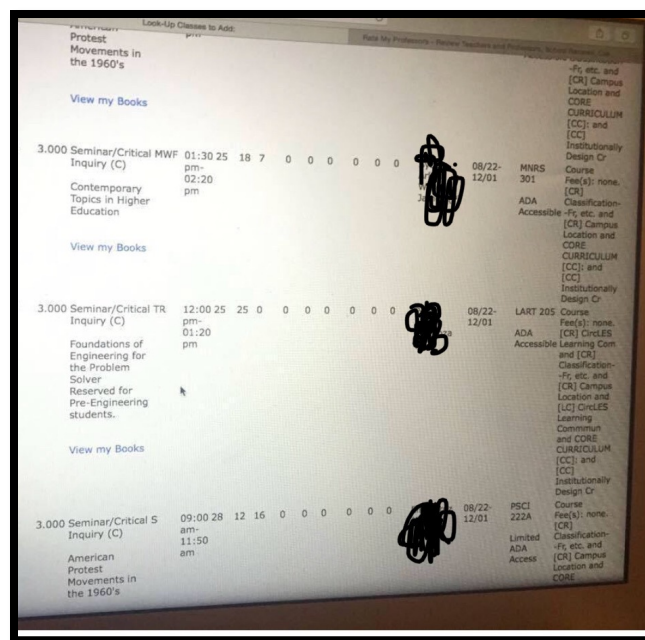 Look-Up Classes to Add:
Rate My Professors - Review Teachers and Professors, School Reviews,
Protest
Movements in
the 1960's
pm
-Fr, etc. and
[CR] Campus
Location and
CORE
CURRICULUM
[CC]: and
[CC]
Institutionally
Design Cr
View my Books
3.000 Seminar/Critical MWF 01:30 25 18 7 0 0 0 0 0 0
Inquiry (C)
pm-
02:20
pm
Contemporary
Topics in Higher
Education
08/22-
12/01
MNRS
301
ADA
Accessible
Course
Fee(s): none.
[CR]
Classification-
-Fr, etc. and
[CR] Campus
Location and
CORE
CURRICULUM
[CC]: and
[CC]
Institutionally
Design Cr
View my Books
3.000 Seminar/Critical TR 12:00 25 25 0 0 0 0 0 0 0
Inquiry (C)
pm-
01:20
pm
Foundations of
Engineering for
the Problem
Solver
Reserved for
Pre-Engineering
students.
za
08/22-
12/01
LART 205
ADA
Accessible
Course
Fee(s): none.
[CR] CircLES
Learning Com
and [CR]
Classification-
-Fr, etc. and
[CR] Campus
Location and
[LC] CircLES
Learning
Commmun
and CORE
CURRICULUM
[CC]: and
[CC]
Institutionally
Design Cr
View my Books
3.000 Seminar/Critical S 09:00 28 12 16 0 0 0 0 0 0
Inquiry (C)
am-
11:50
am
American
Protest
Movements in
the 1960's
08/22-
12/01
PSCI
222A
Limited
ADA
Access
Course
Fee(s): none.
[CR]
Classification-
-Fr, etc. and
[CR] Campus
Location and
CORE